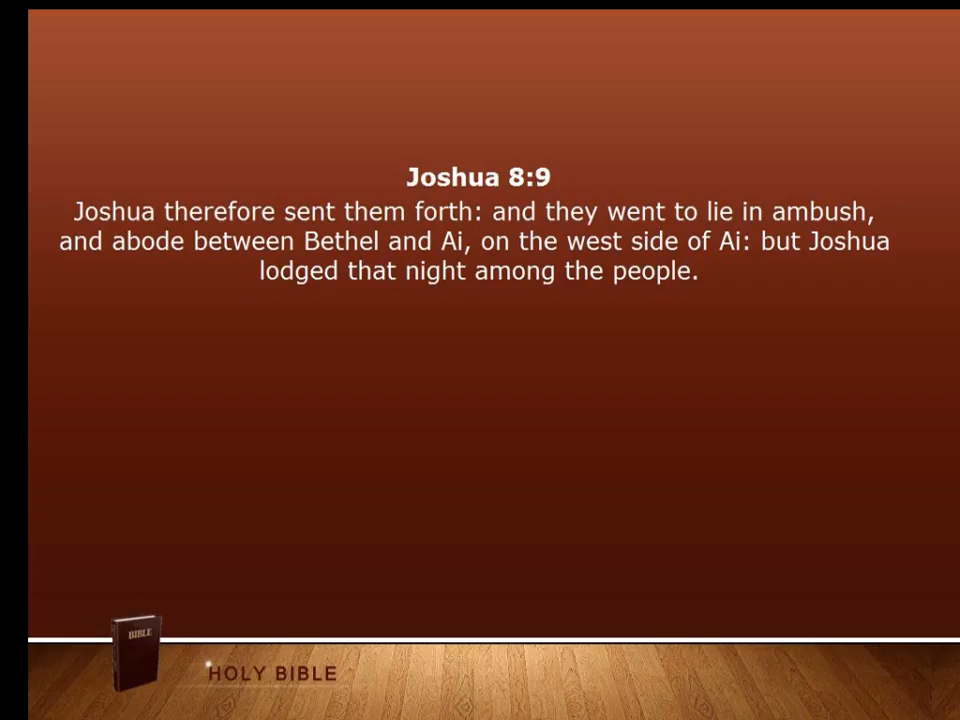 Joshua 8:9
Joshua therefore sent them forth: and they went to lie in ambush,
and abode between Bethel and Ai, on the west side of Ai: but Joshua
lodged that night among the people.
BIBLE
HOLY BIBLE